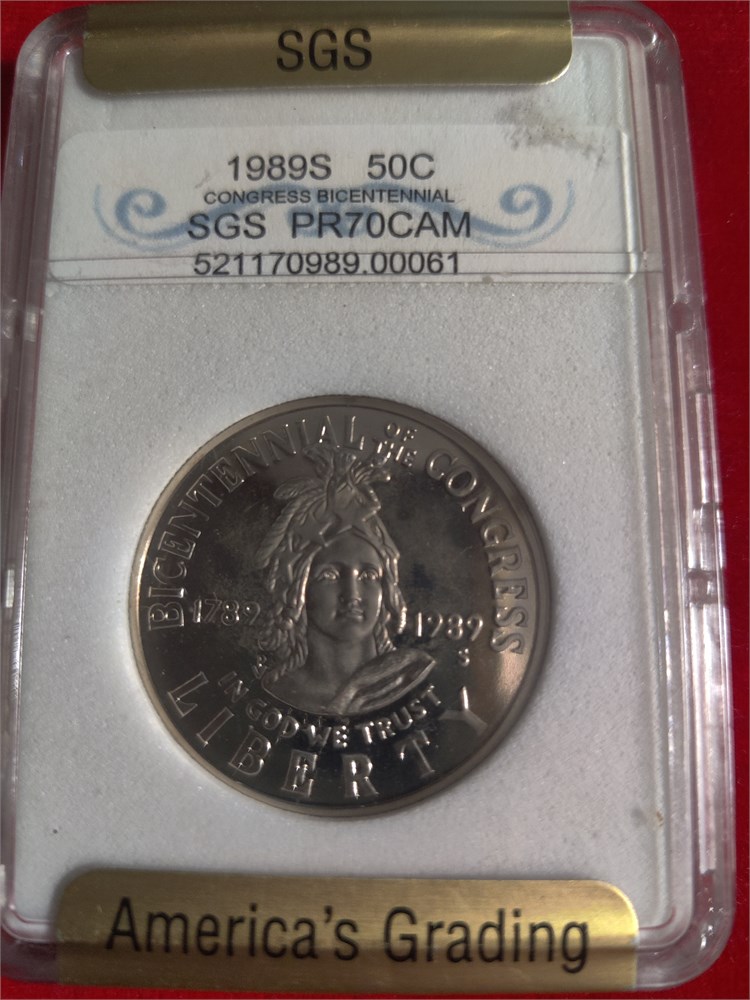 SGS
1989S 50C
CONGRESS BICENTENNIAL
SGS PR70CAM
521170989.00061
BICENTENNIAL OF THE CONGRESS
1789 1989
S
IN GOD WE TRUST
LIBERTY
America's Grading